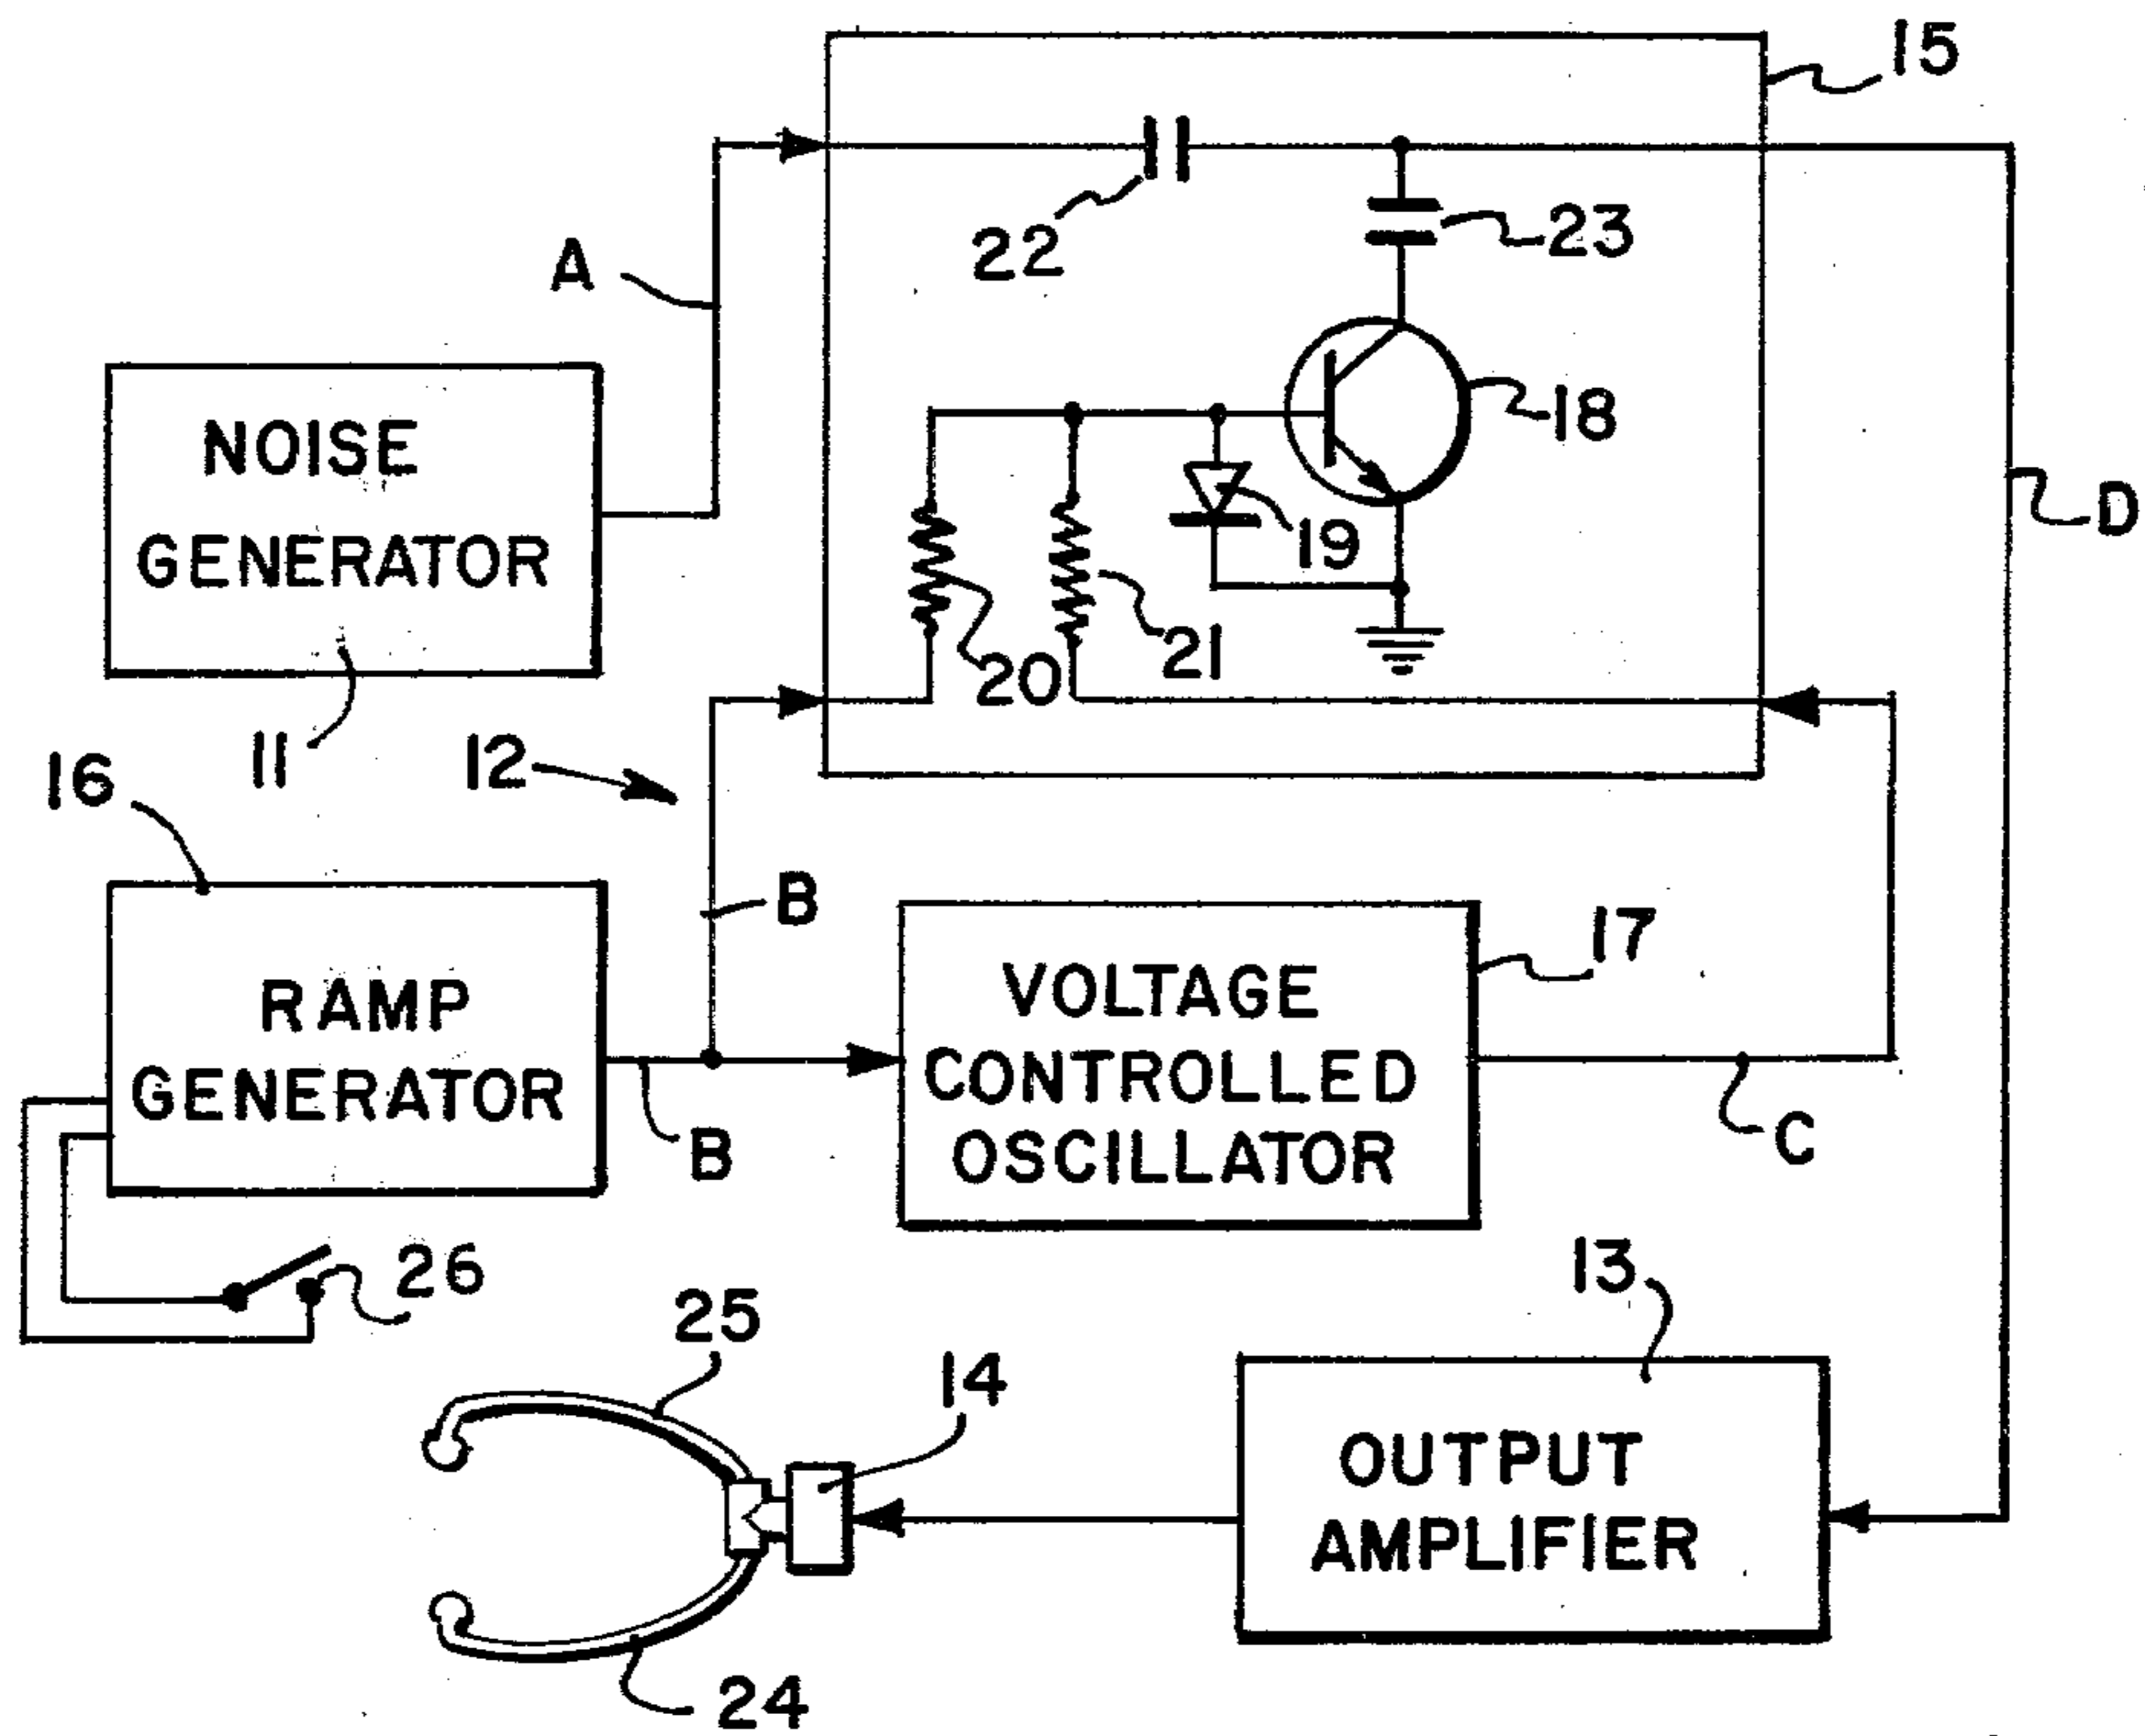 15
22
23
A
18
NOISE
GENERATOR
19
D
20
21
11
12
16
B
17
RAMP
GENERATOR
VOLTAGE
CONTROLLED
OSCILLATOR
B
C
26
25
13
14
OUTPUT
AMPLIFIER
24